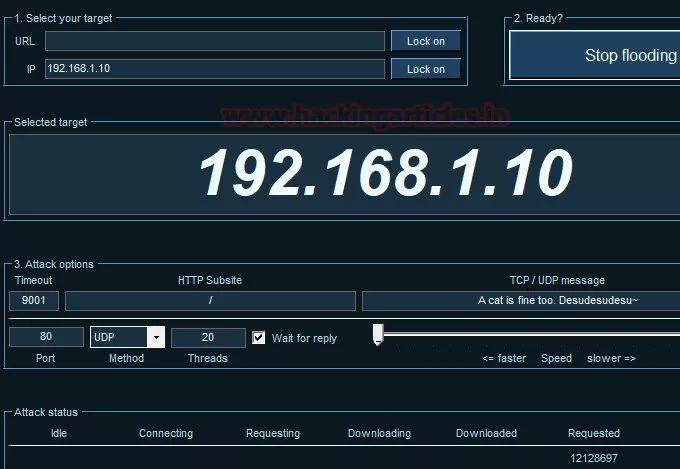 1. Select your target
URL
Lock on
IP
192.168.1.10
Lock on
2. Ready?
Stop flooding
www.hackingarticles.in
Selected target
192.168.1.10
3. Attack options
Timeout
HTTP Subsite
TCP / UDP message
9001
/
A cat is fine too. Desudesudesu~
80
UDP
20
Wait for reply
Port
Method
Threads
<= faster
Speed
slower =>
Attack status
Idle
Connecting
Requesting
Downloading
Downloaded
Requested
12128697